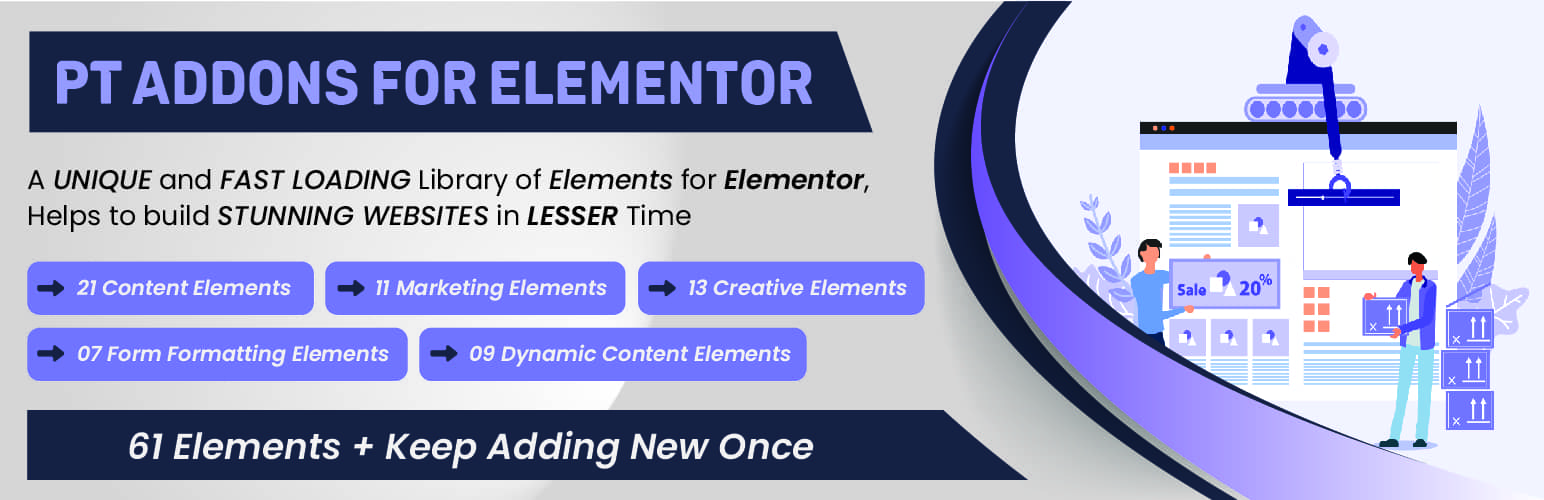 PT ADDONS FOR ELEMENTOR
A UNIQUE and FAST LOADING Library of Elements for Elementor,
Helps to build STUNNING WEBSITES in LESSER Time
21 Content Elements
11 Marketing Elements
13 Creative Elements
07 Form Formatting Elements
09 Dynamic Content Elements
61 Elements + Keep Adding New Once
Sale 20%
x
x
x
x